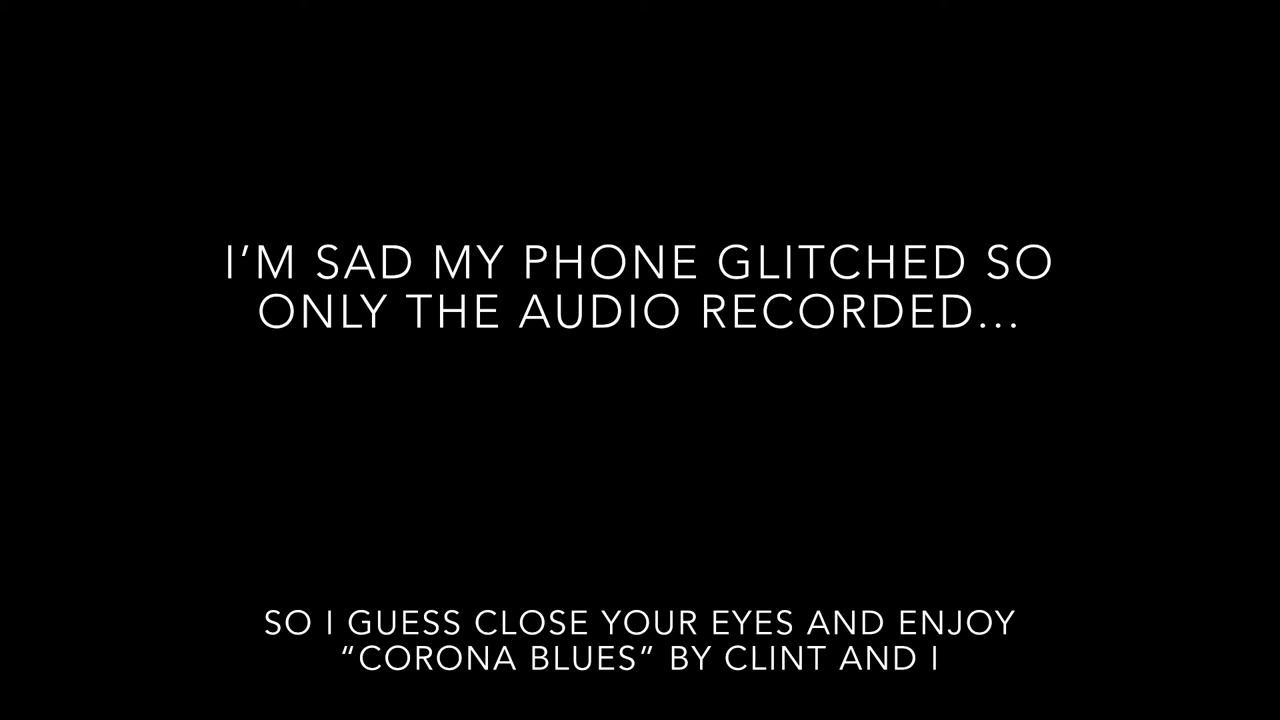 I’M SAD MY PHONE GLITCHED SO
ONLY THE AUDIO RECORDED...
SO I GUESS CLOSE YOUR EYES AND ENJOY
“CORONA BLUES” BY CLINT AND I